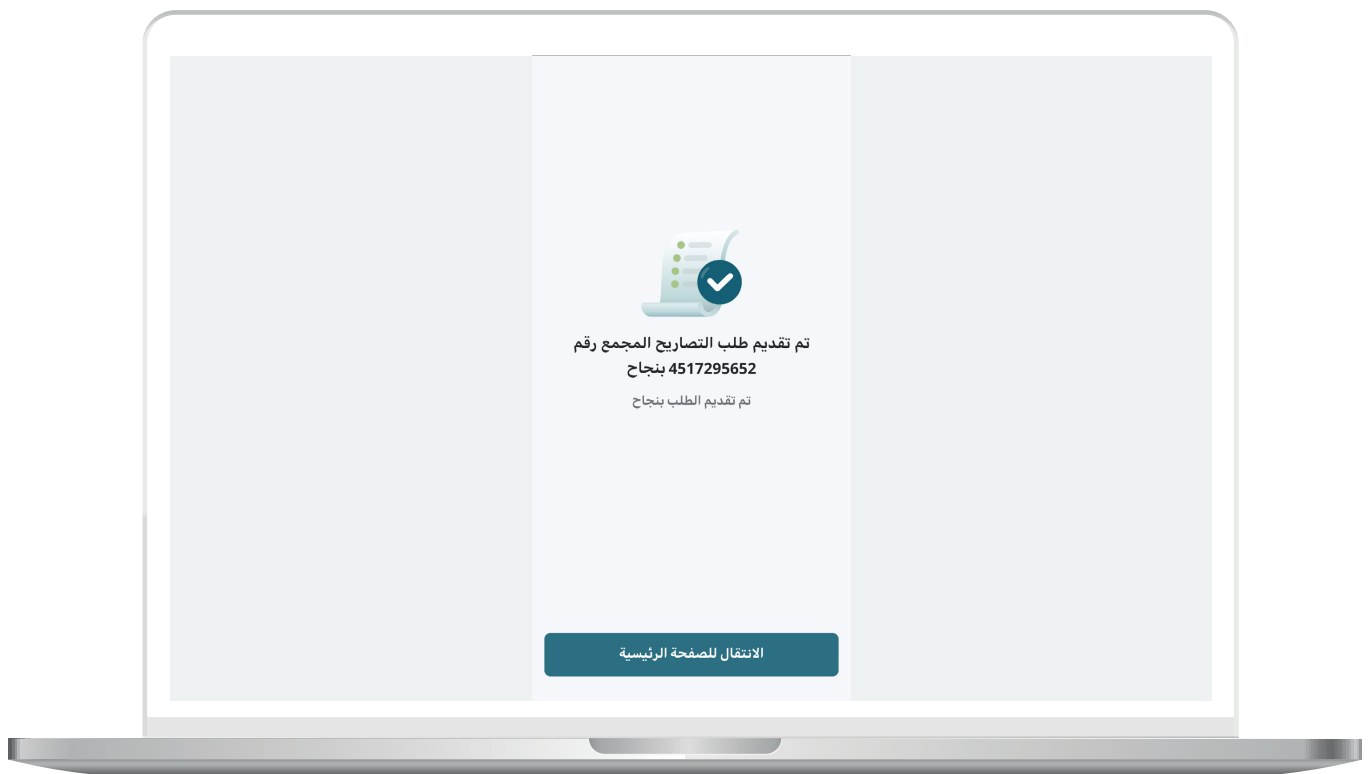 تم تقديم طلب التصاريح المجمع رقم
4517295652 بنجاح
تم تقديم الطلب بنجاح
الانتقال للصفحة الرئيسية